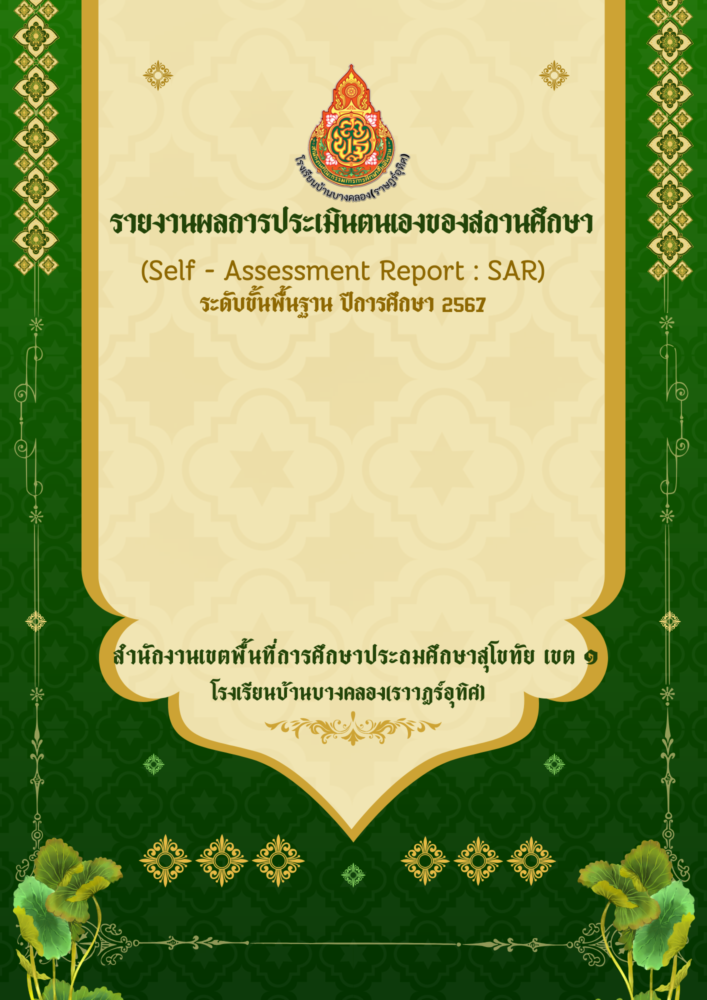 สำนักงานคณะกรรมการการศึกษาขั้นพื้นฐาน
โรงเรียนบ้านบางคลอง(ราษฎร์อุทิศ)
รายงานผลการประเมินตนเองของสถานศึกษา
(Self - Assessment Report : SAR)
ระดับขั้นพื้นฐาน ปีการศึกษา 2567
สำนักงานเขตพื้นที่การศึกษาประถมศึกษาสุโขทัย เขต ๑
โรงเรียนบ้านบางคลอง(ราาฎร์อุทิศ)